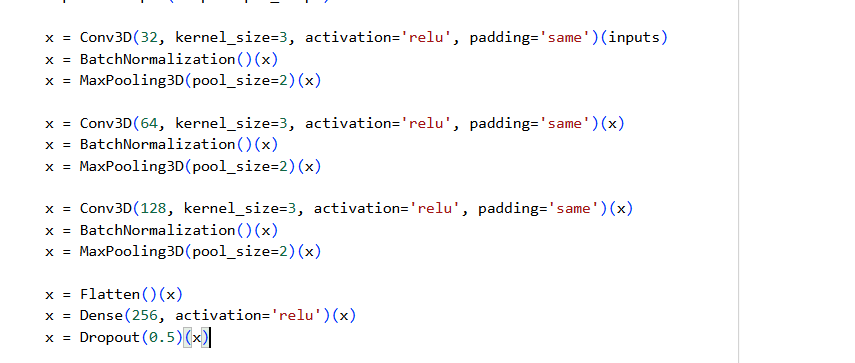 x = Conv3D(32, kernel_size=3, activation='relu', padding='same')(inputs)
x = BatchNormalization()(x)
x = MaxPooling3D(pool_size=2)(x)
x = Conv3D(64, kernel_size=3, activation='relu', padding='same')(x)
x = BatchNormalization()(x)
x = MaxPooling3D(pool_size=2)(x)
x = Conv3D(128, kernel_size=3, activation='relu', padding='same')(x)
x = BatchNormalization()(x)
x = MaxPooling3D(pool_size=2)(x)
x = Flatten()(x)
x = Dense(256, activation='relu')(x)
x = Dropout(0.5)(x)